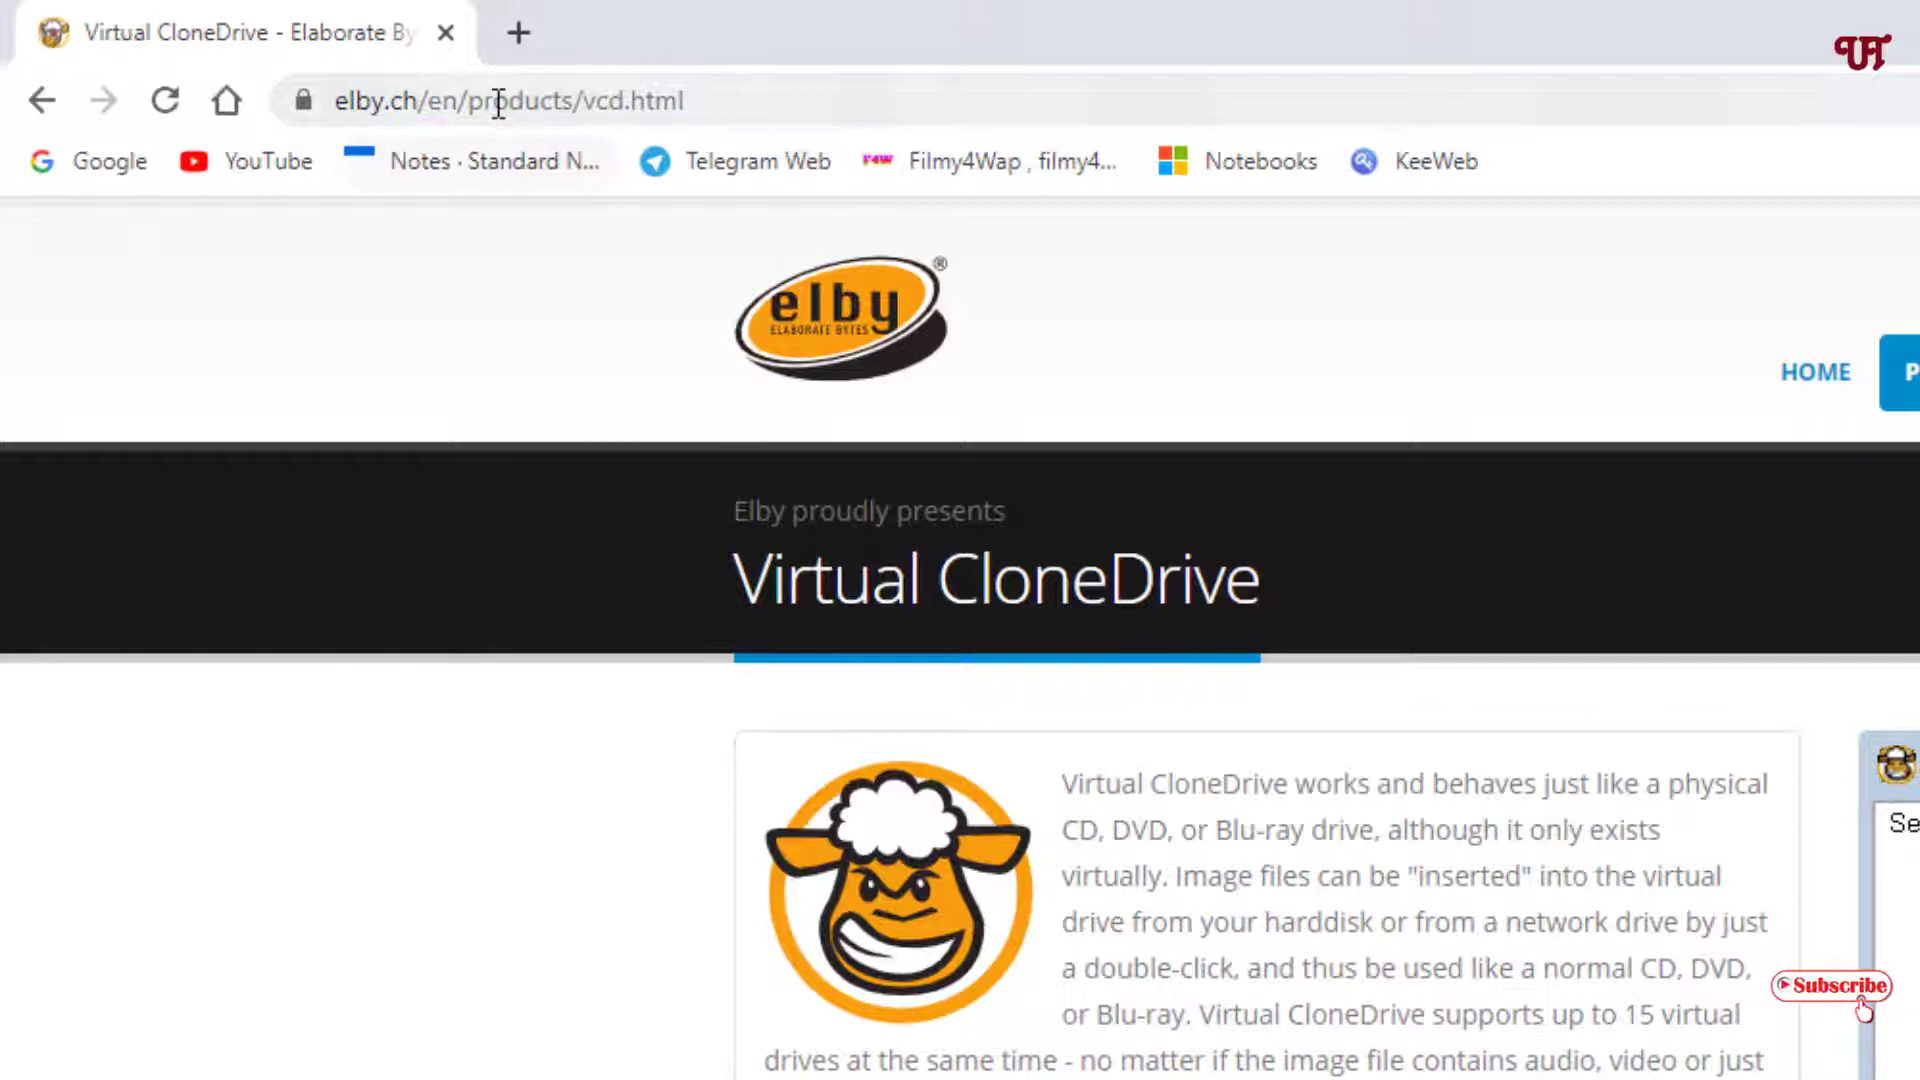 Virtual CloneDrive - Elaborate By
UT
elby.ch/en/products/vcd.html
Google YouTube Notes · Standard N... Telegram Web F4W Filmy4Wap , filmy4... Notebooks KeeWeb
elby ®
ELABORATE BYTES
HOME P
Elby proudly presents
Virtual CloneDrive
Virtual CloneDrive works and behaves just like a physical
CD, DVD, or Blu-ray drive, although it only exists
virtually. Image files can be "inserted" into the virtual
drive from your harddisk or from a network drive by just
a double-click, and thus be used like a normal CD, DVD,
or Blu-ray. Virtual CloneDrive supports up to 15 virtual
drives at the same time - no matter if the image file contains audio, video or just
Se
Subscribe